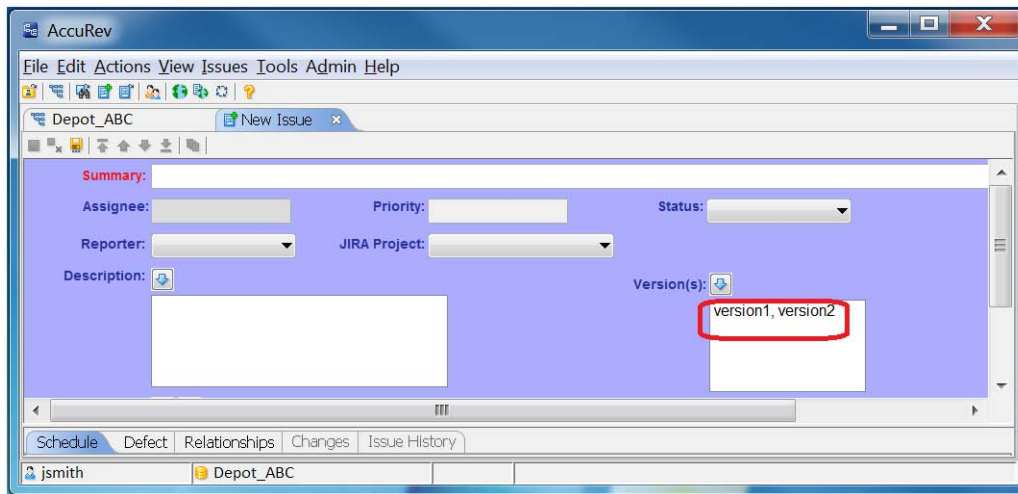 AccuRev
File Edit Actions View Issues Tools Admin Help
Depot_ABC New Issue
Summary:
Assignee: Priority: Status:
Reporter: JIRA Project:
Description: Version(s):
version1, version2
Schedule Defect Relationships Changes Issue History
jsmith Depot_ABC